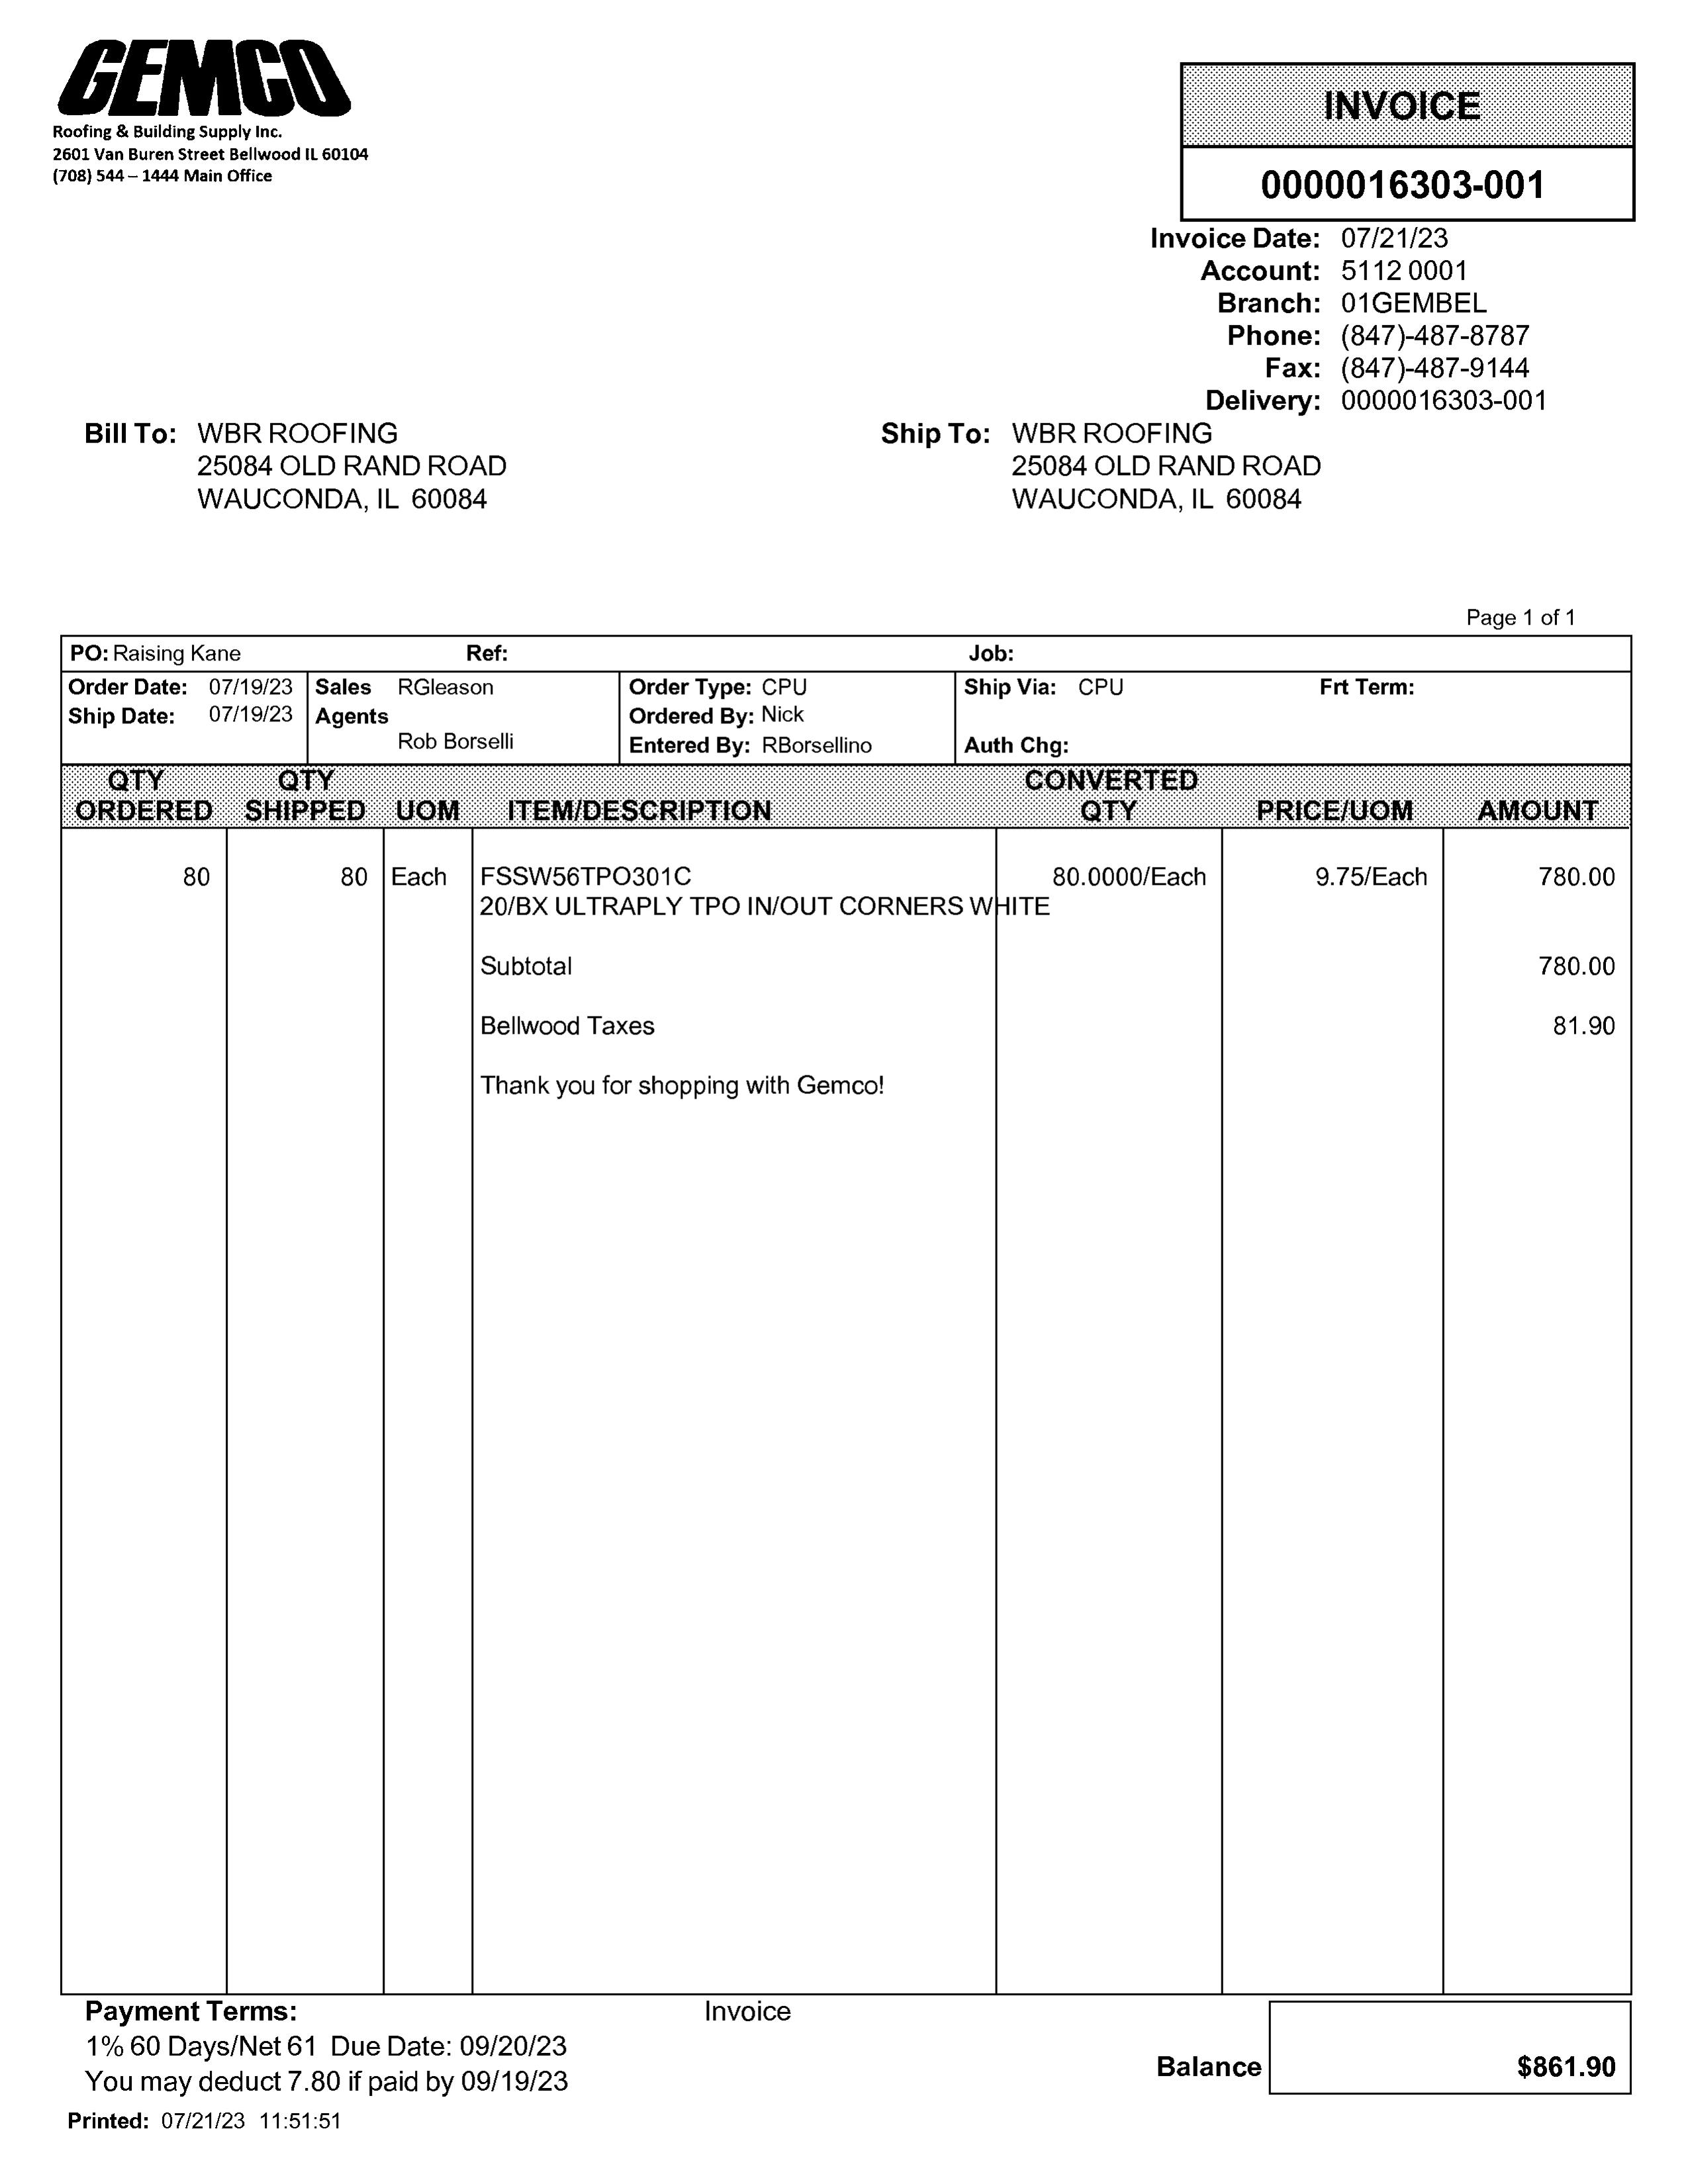 GEMCO
Roofing & Building Supply Inc.
2601 Van Buren Street Bellwood IL 60104
(708) 544 – 1444 Main Office
INVOICE
0000016303-001
Invoice Date: 07/21/23
Account: 5112 0001
Branch: 01GEMBEL
Phone: (847)-487-8787
Fax: (847)-487-9144
Delivery: 0000016303-001
Bill To: WBR ROOFING
25084 OLD RAND ROAD
WAUCONDA, IL 60084
Ship To: WBR ROOFING
25084 OLD RAND ROAD
WAUCONDA, IL 60084
Page 1 of 1
PO: Raising Kane Ref: Job:
Order Date: 07/19/23 Sales RGleason Order Type: CPU Ship Via: CPU Frt Term:
Ship Date: 07/19/23 Agents Ordered By: Nick
Rob Borselli Entered By: RBorsellino Auth Chg:
QTY QTY CONVERTED
ORDERED SHIPPED UOM ITEM/DESCRIPTION QTY PRICE/UOM AMOUNT
80 80 Each FSSW56TPO301C 80.0000/Each 9.75/Each 780.00
20/BX ULTRAPLY TPO IN/OUT CORNERS WHITE
Subtotal 780.00
Bellwood Taxes 81.90
Thank you for shopping with Gemco!
Payment Terms: Invoice
1% 60 Days/Net 61 Due Date: 09/20/23
You may deduct 7.80 if paid by 09/19/23
Balance $861.90
Printed: 07/21/23 11:51:51